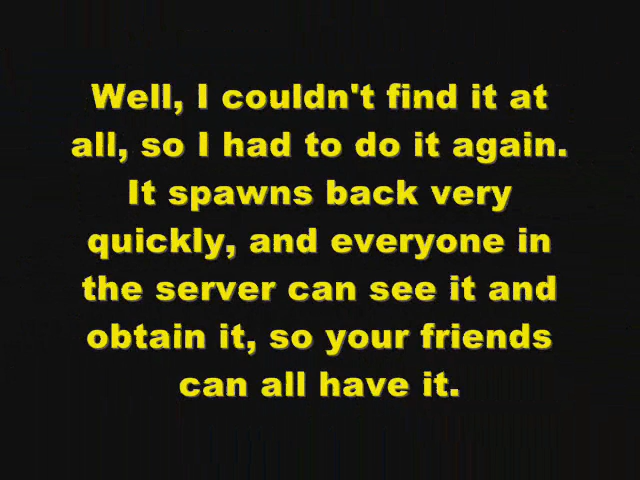 Well, I couldn't find it at
all, so I had to do it again.
It spawns back very
quickly, and everyone in
the server can see it and
obtain it, so your friends
can all have it.